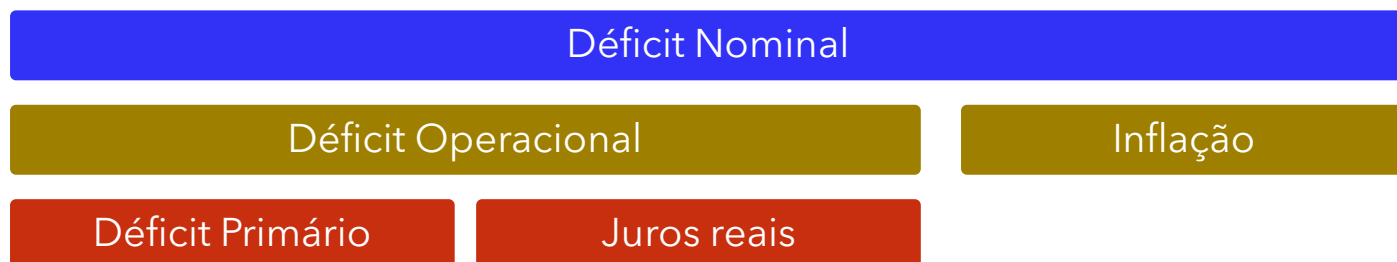 Déficit Nominal
Déficit Operacional
Inflação
Déficit Primário
Juros reais